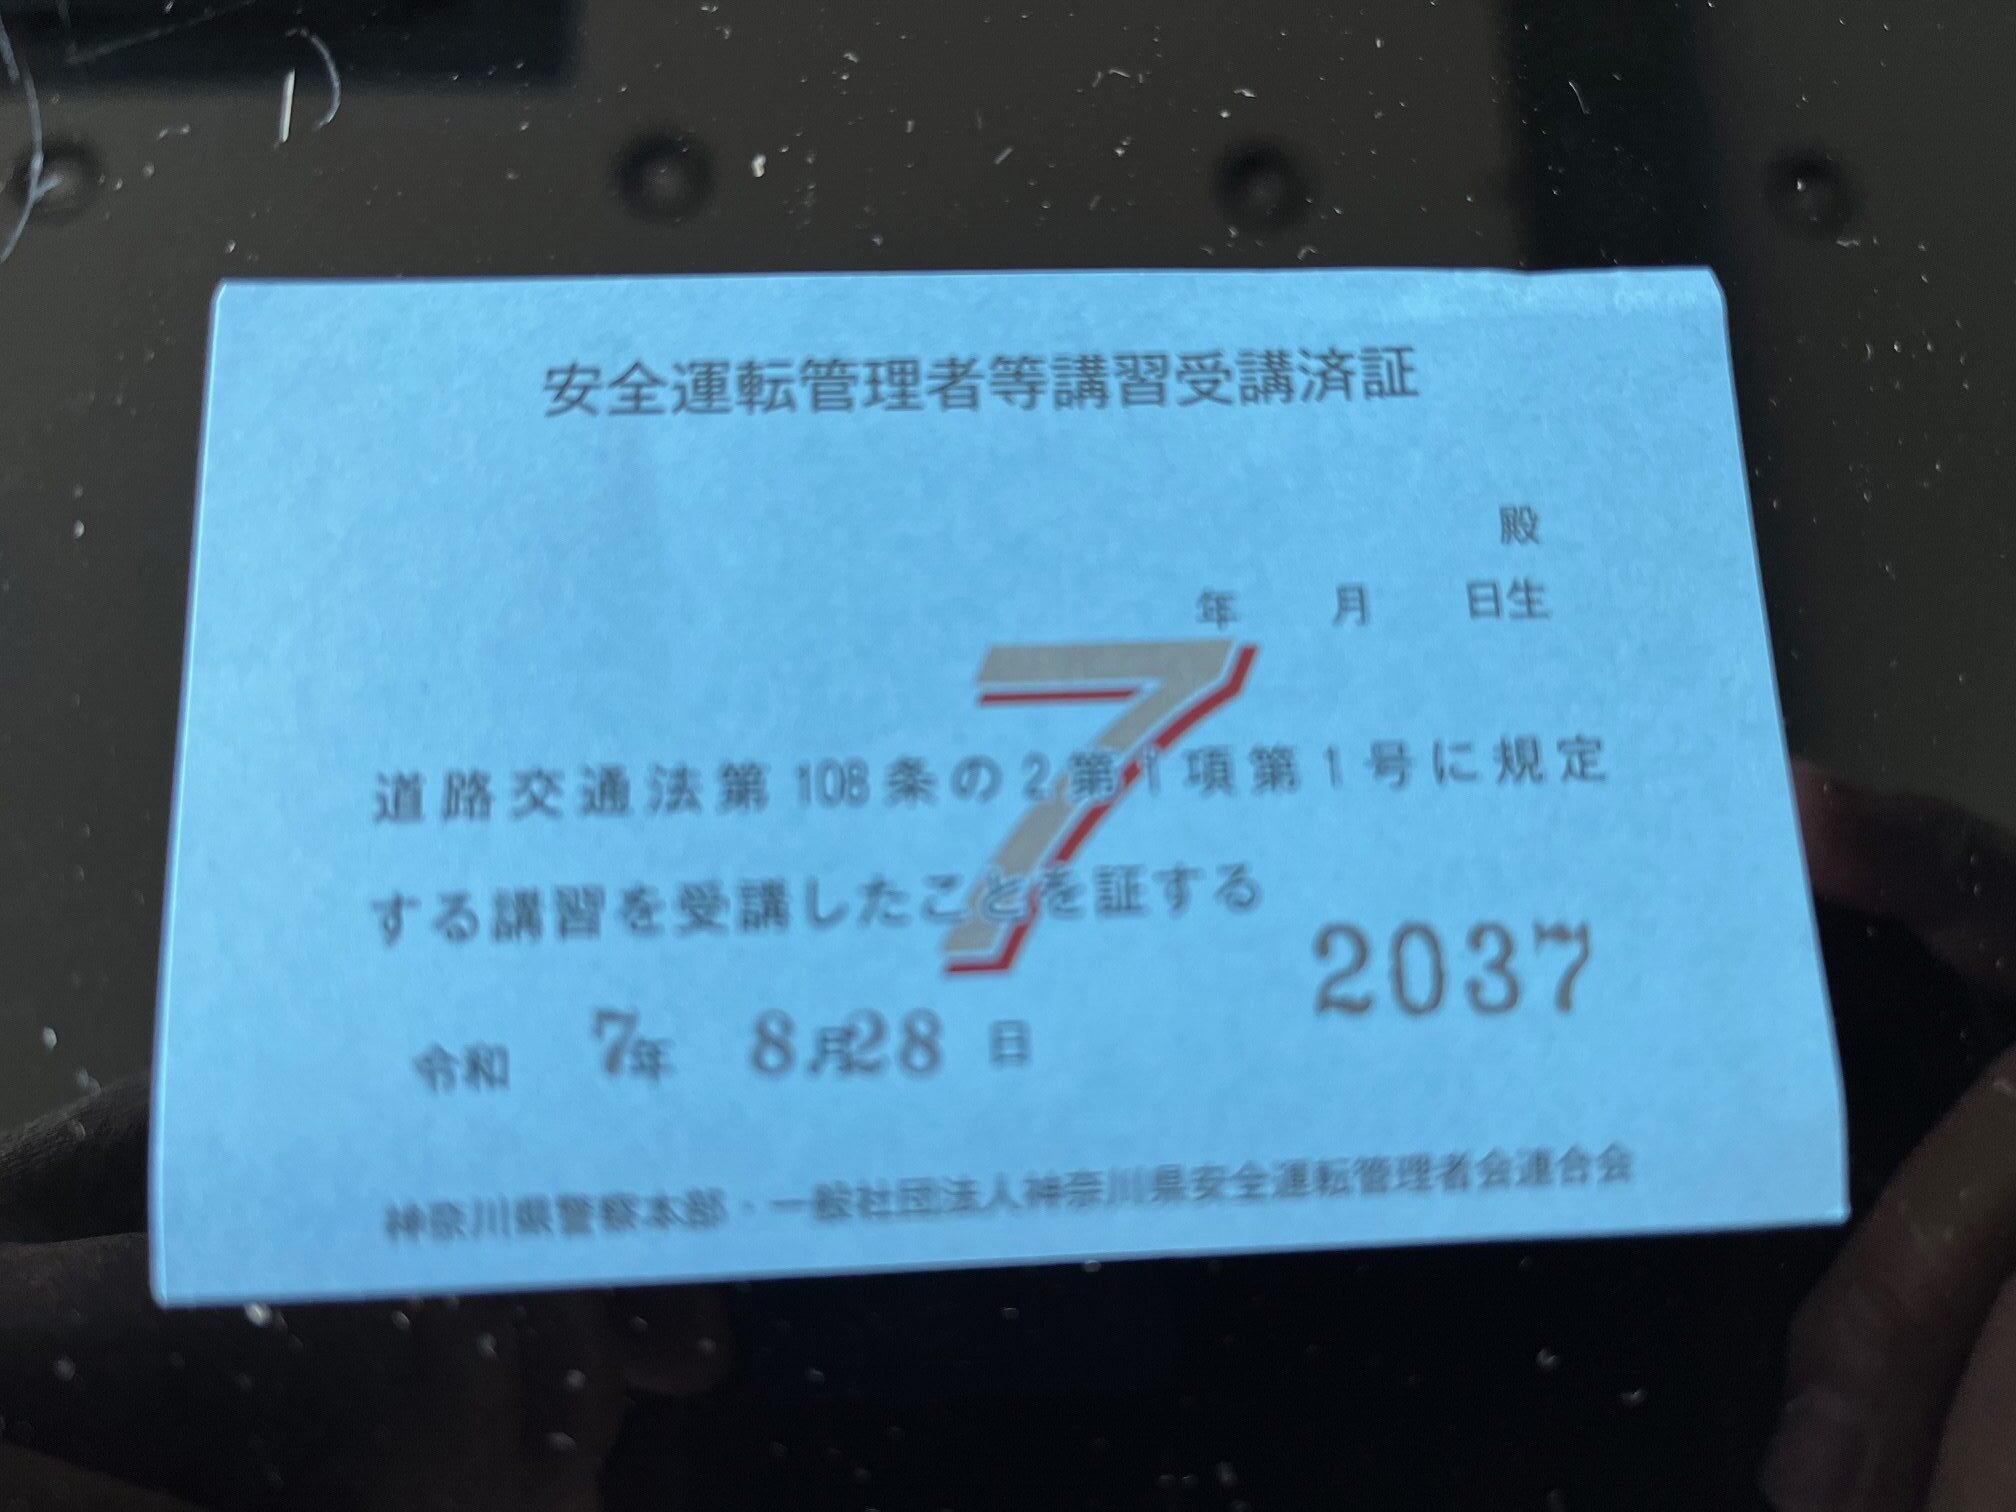 安全運転管理者等講習受講済証
殿
年 月 日生
7
道路交通法第108条の2第1項第1号に規定
する講習を受講したことを証する
2037
令和 7年 8月28日
神奈川県警察本部・一般社団法人神奈川県安全運転管理者会連合会